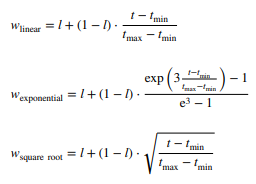 w_linear = l + (1 − l) · (t − t_min) / (t_max − t_min)
w_exponential = l + (1 − l) · (exp(3 (t − t_min) / (t_max − t_min)) − 1) / (e³ − 1)
w_square root = l + (1 − l) · √((t − t_min) / (t_max − t_min))